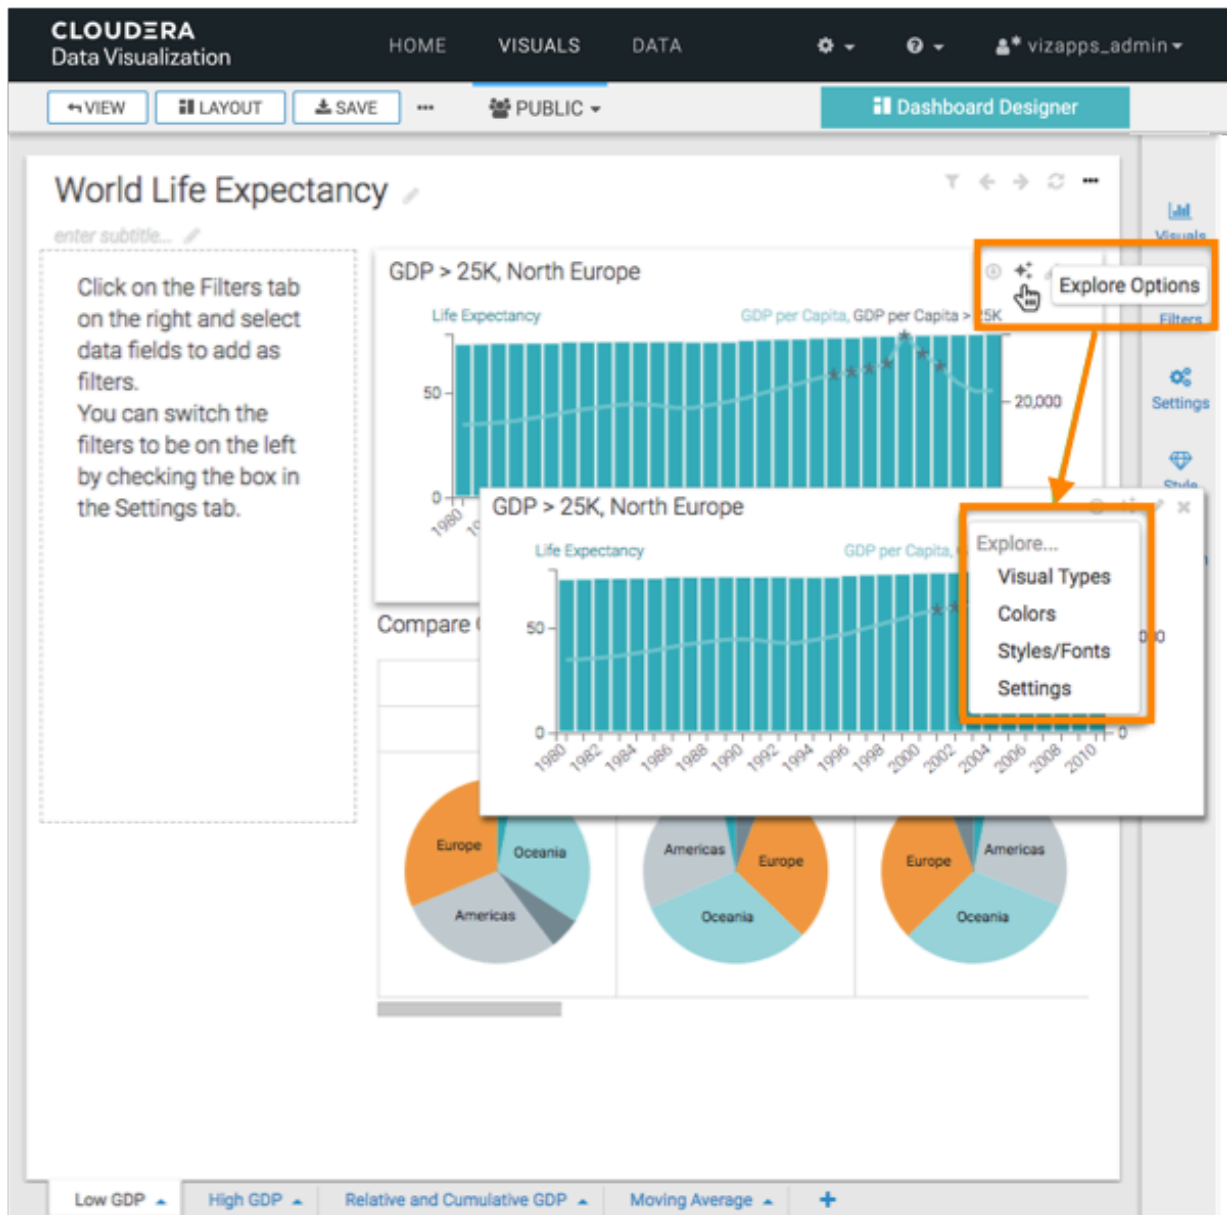 CLOUDERA
Data Visualization
HOME VISUALS DATA
vizapps_admin
VIEW LAYOUT SAVE PUBLIC Dashboard Designer
World Life Expectancy
enter subtitle...
Visuals
Click on the Filters tab
on the right and select
data fields to add as
filters.
You can switch the
filters to be on the left
by checking the box in
the Settings tab.
GDP > 25K, North Europe
Explore Options
Filters
Life Expectancy GDP per Capita, GDP per Capita > 25K
50
20,000
0
1980
Settings
Style
GDP > 25K, North Europe
Life Expectancy GDP per Capita,
50
0
0
1980 1982 1984 1986 1988 1990 1992 1994 1996 1998 2000 2002 2004 2006 2008 2010
Explore...
Visual Types
Colors
Styles/Fonts
Settings
Compare
Europe Oceania Americas
Americas Europe Oceania
Europe Americas Oceania
Low GDP High GDP Relative and Cumulative GDP Moving Average +